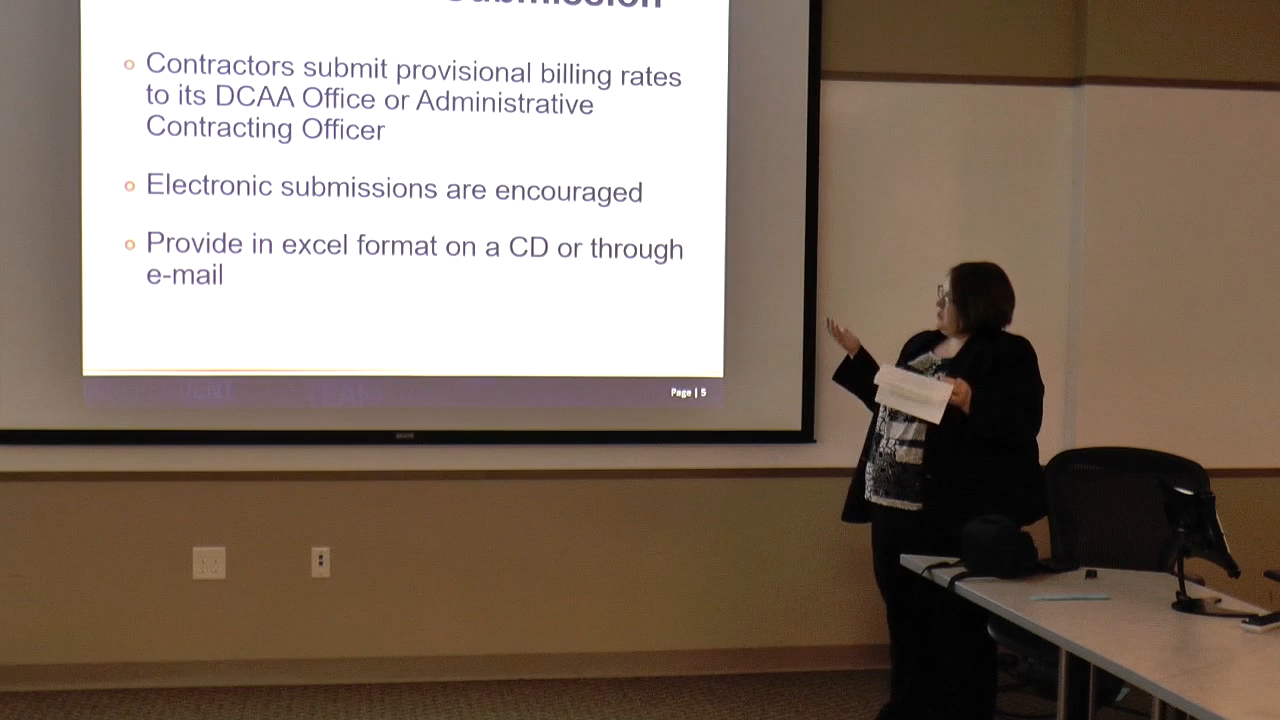 Submission
Contractors submit provisional billing rates
to its DCAA Office or Administrative
Contracting Officer
Electronic submissions are encouraged
Provide in excel format on a CD or through
e-mail
Page | 5